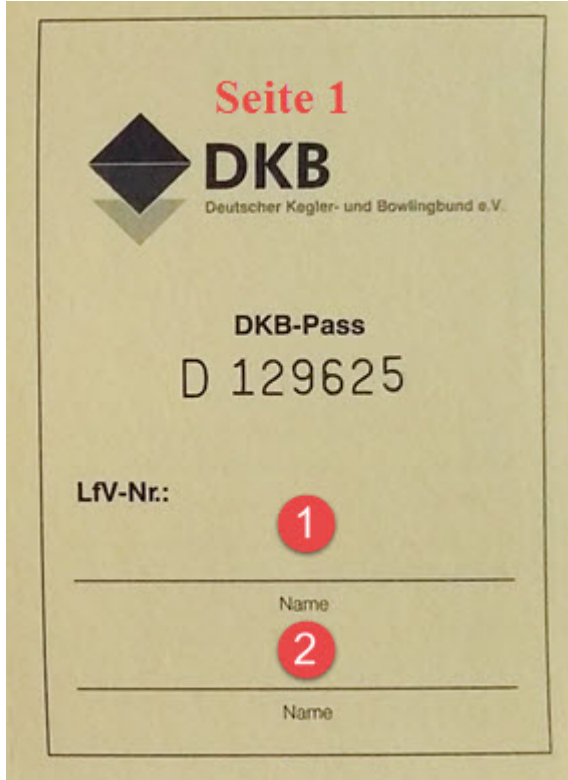 Seite 1
DKB
Deutscher Kegler- und Bowlingbund e.V.
DKB-Pass
D 129625
LfV-Nr.:
1
Name
2
Name